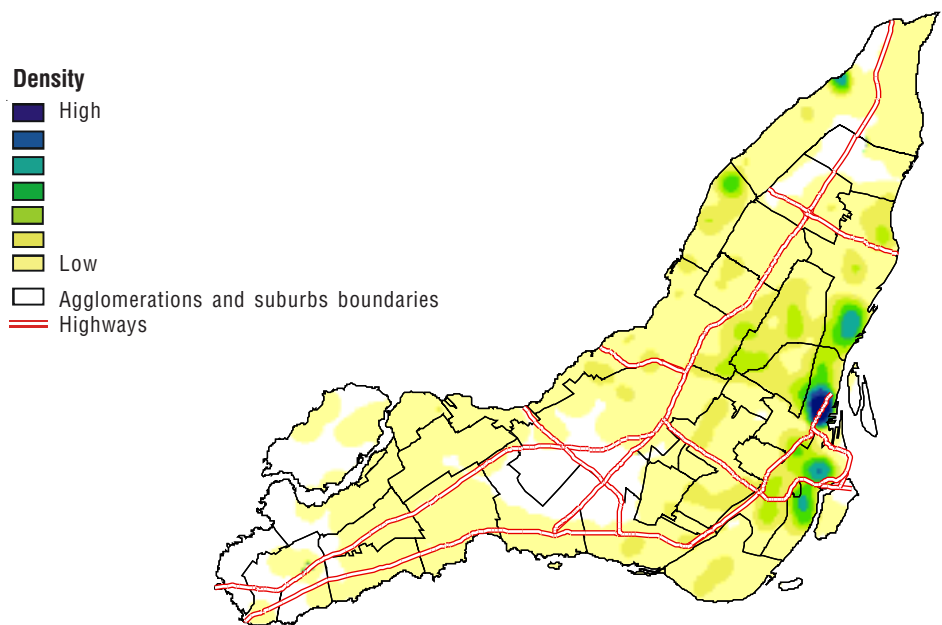 Density
High
Low
Agglomerations and suburbs boundaries
Highways